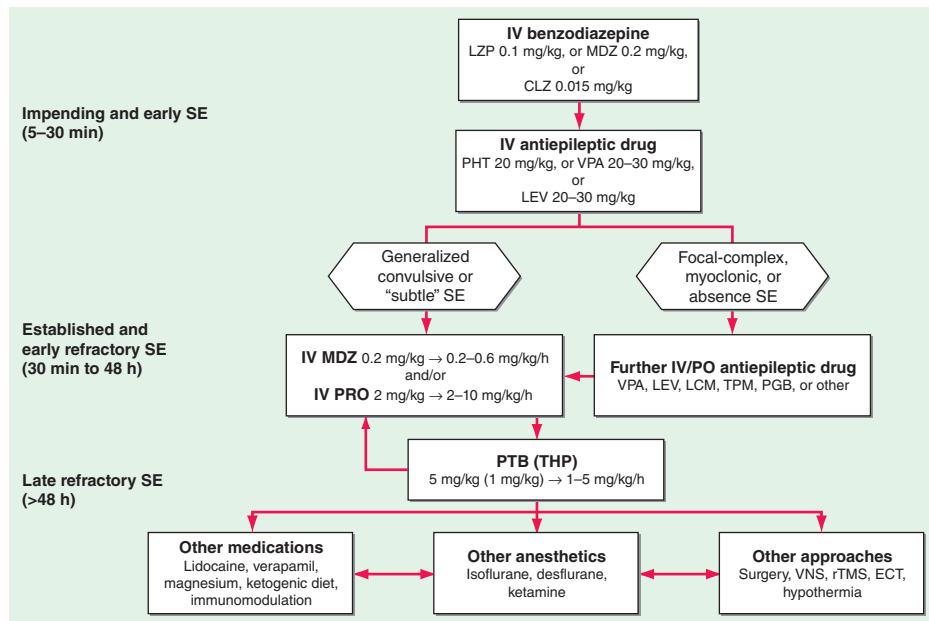 IV benzodiazepine
LZP 0.1 mg/kg, or MDZ 0.2 mg/kg,
or
CLZ 0.015 mg/kg
Impending and early SE
(5–30 min)
IV antiepileptic drug
PHT 20 mg/kg, or VPA 20–30 mg/kg,
or
LEV 20–30 mg/kg
Generalized
convulsive or
“subtle” SE
Focal-complex,
myoclonic, or
absence SE
Established and
early refractory SE
(30 min to 48 h)
IV MDZ 0.2 mg/kg → 0.2–0.6 mg/kg/h
and/or
IV PRO 2 mg/kg → 2–10 mg/kg/h
Further IV/PO antiepileptic drug
VPA, LEV, LCM, TPM, PGB, or other
PTB (THP)
5 mg/kg (1 mg/kg) → 1–5 mg/kg/h
Late refractory SE
(>48 h)
Other medications
Lidocaine, verapamil,
magnesium, ketogenic diet,
immunomodulation
Other anesthetics
Isoflurane, desflurane,
ketamine
Other approaches
Surgery, VNS, rTMS, ECT,
hypothermia